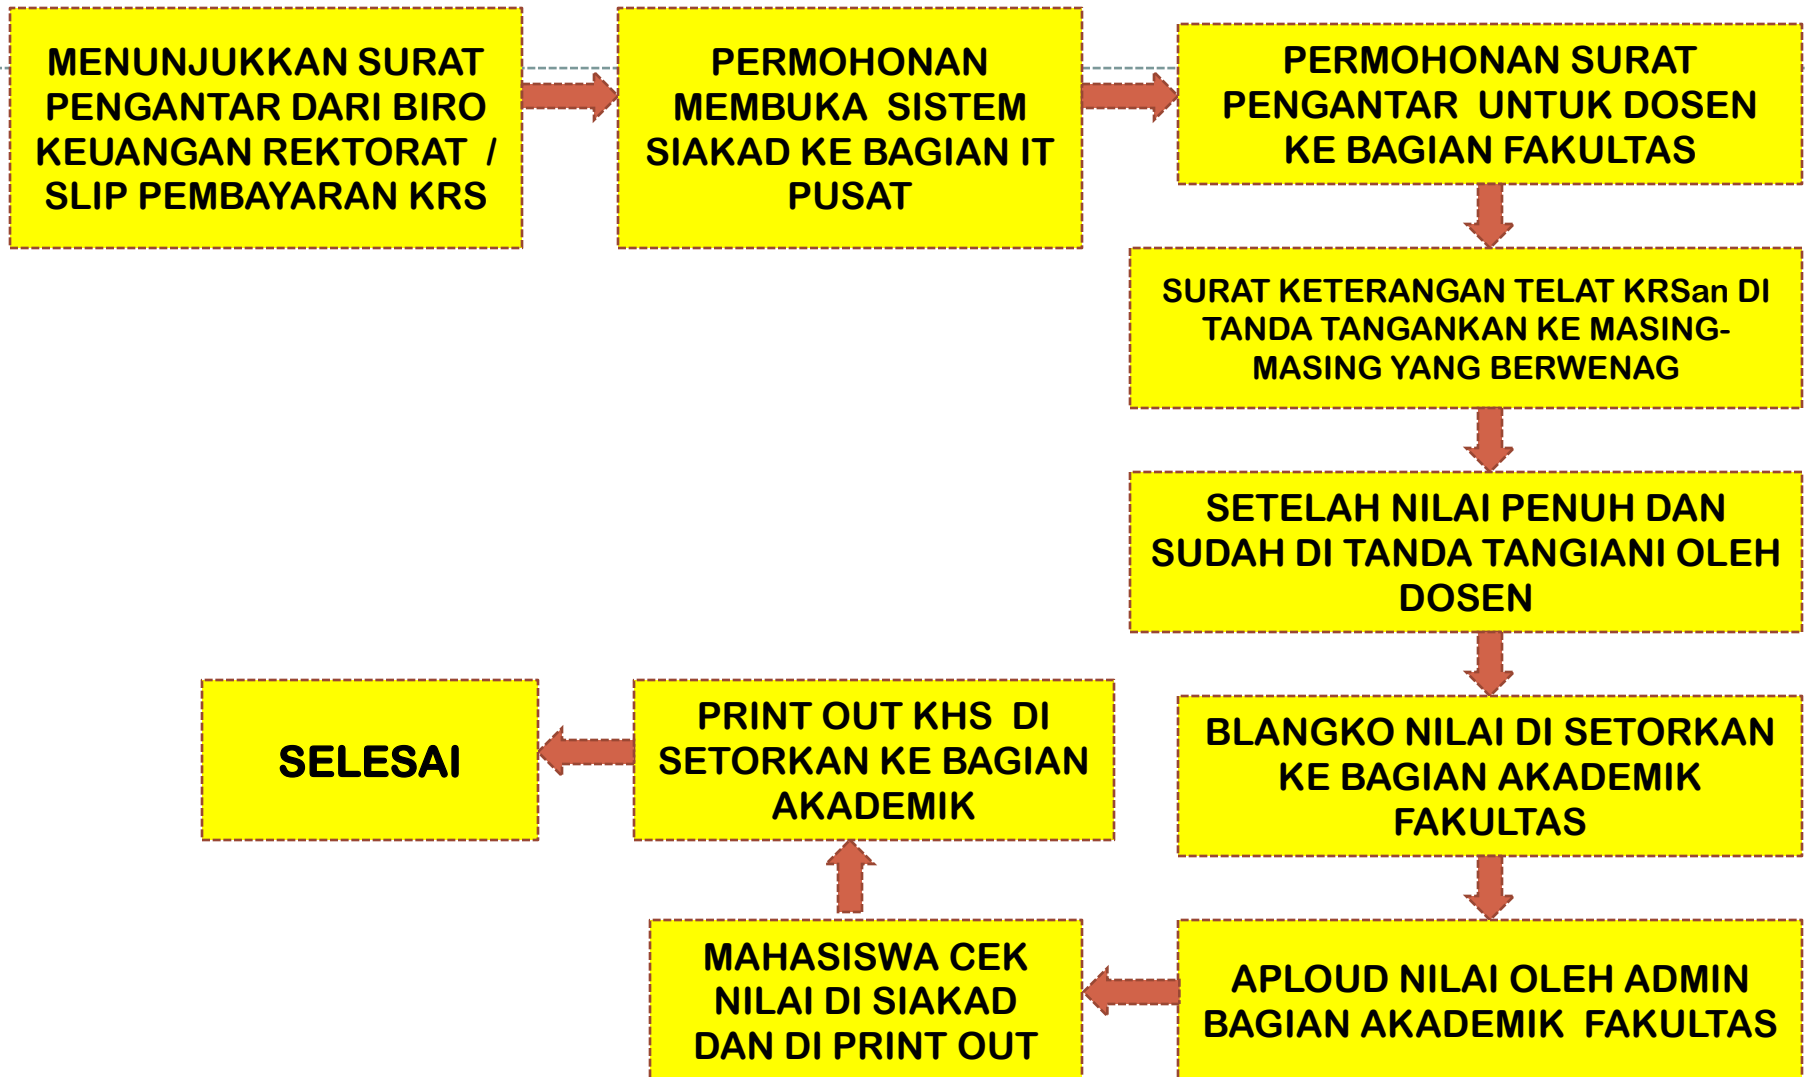 MENUNJUKKAN SURAT
PENGANTAR DARI BIRO
KEUANGAN REKTORAT /
SLIP PEMBAYARAN KRS
PERMOHONAN
MEMBUKA SISTEM
SIAKAD KE BAGIAN IT
PUSAT
PERMOHONAN SURAT
PENGANTAR UNTUK DOSEN
KE BAGIAN FAKULTAS
SURAT KETERANGAN TELAT KRSan DI
TANDA TANGANKAN KE MASING-
MASING YANG BERWENAG
SETELAH NILAI PENUH DAN
SUDAH DI TANDA TANGIANI OLEH
DOSEN
BLANGKO NILAI DI SETORKAN
KE BAGIAN AKADEMIK
FAKULTAS
APLOUD NILAI OLEH ADMIN
BAGIAN AKADEMIK FAKULTAS
MAHASISWA CEK
NILAI DI SIAKAD
DAN DI PRINT OUT
PRINT OUT KHS DI
SETORKAN KE BAGIAN
AKADEMIK
SELESAI